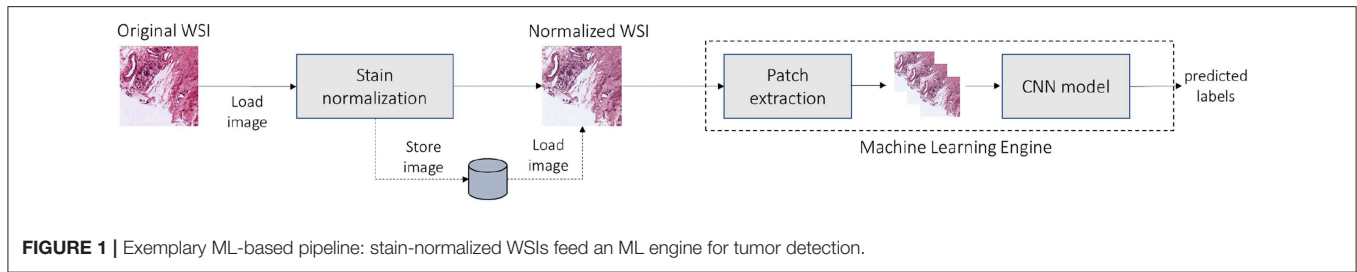 Original WSI
Normalized WSI
Load
image
Stain
normalization
Patch
extraction
CNN model
predicted
labels
Store
image
Load
image
Machine Learning Engine
FIGURE 1 | Exemplary ML-based pipeline: stain-normalized WSIs feed an ML engine for tumor detection.